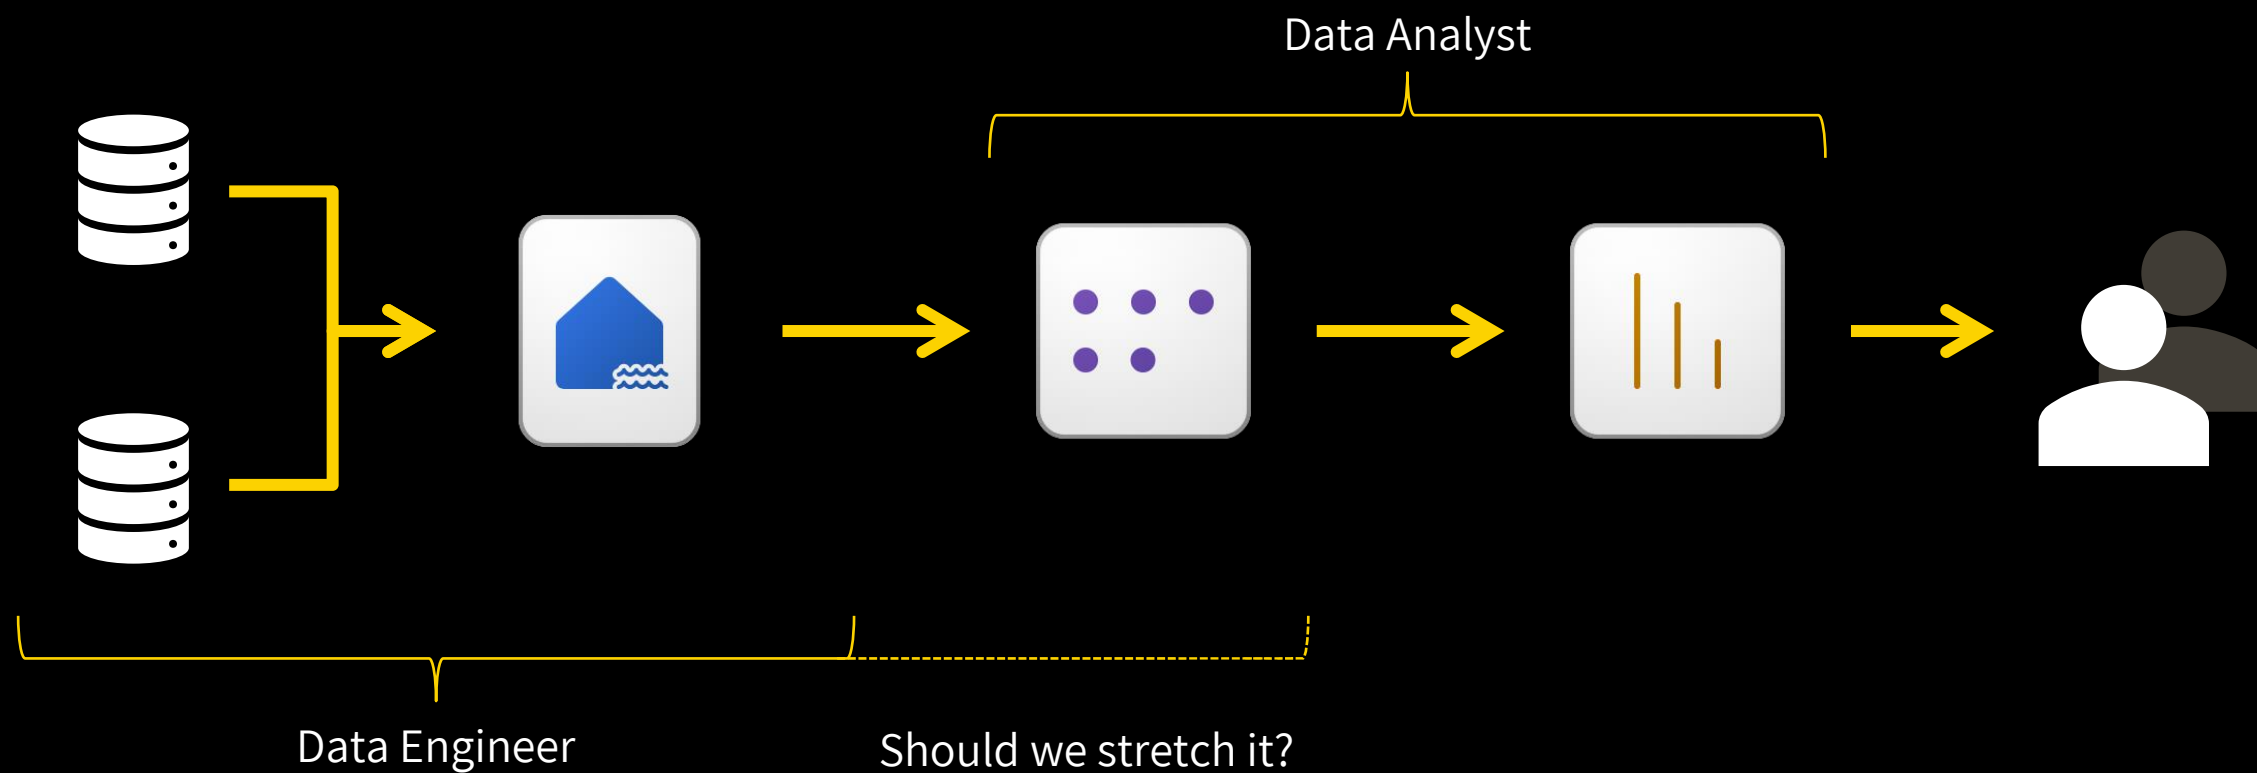 Data Analyst
Data Engineer
Should we stretch it?